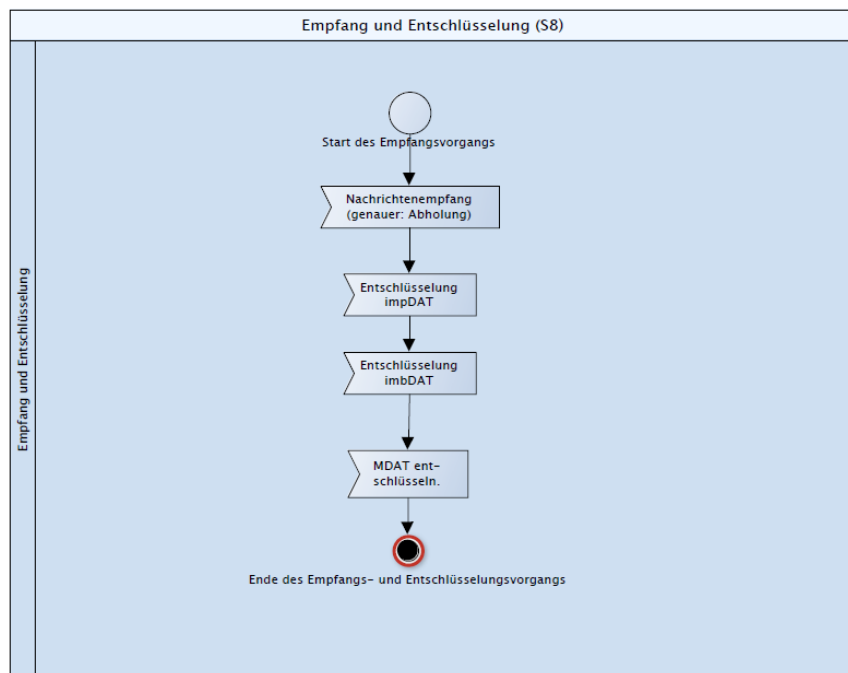 Empfang und Entschlüsselung (S8)
Empfang und Entschlüsselung
Start des Empfangsvorgangs
Nachrichtenempfang
(genauer: Abholung)
Entschlüsselung
impDAT
Entschlüsselung
imbDAT
MDAT ent-
schlüsseln.
Ende des Empfangs- und Entschlüsselungsvorgangs